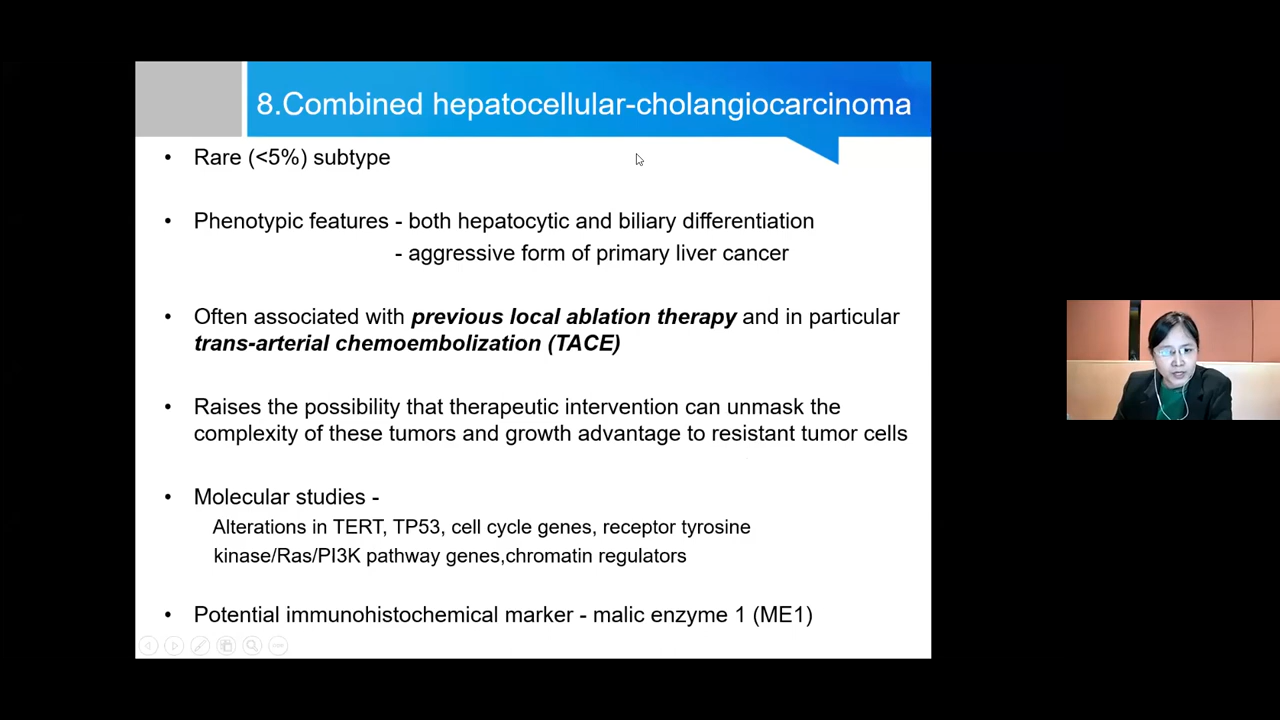 8.Combined hepatocellular-cholangiocarcinoma
• Rare (<5%) subtype
• Phenotypic features - both hepatocytic and biliary differentiation
- aggressive form of primary liver cancer
• Often associated with previous local ablation therapy and in particular
trans-arterial chemoembolization (TACE)
• Raises the possibility that therapeutic intervention can unmask the
complexity of these tumors and growth advantage to resistant tumor cells
• Molecular studies -
Alterations in TERT, TP53, cell cycle genes, receptor tyrosine
kinase/Ras/PI3K pathway genes,chromatin regulators
• Potential immunohistochemical marker - malic enzyme 1 (ME1)